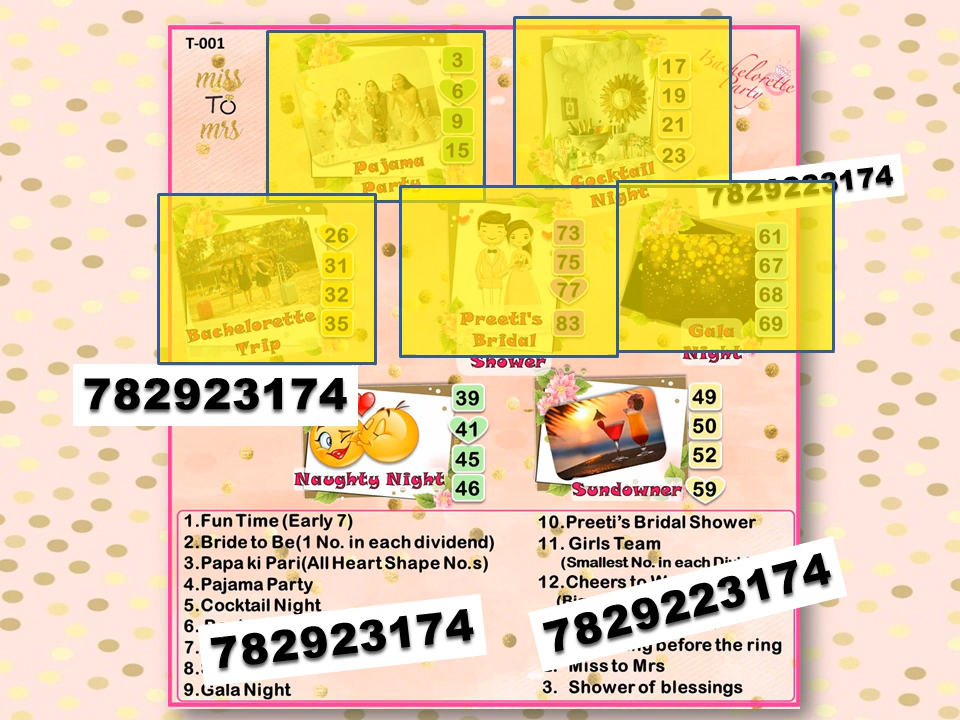 T-001
miss
TO
mrs
Bachelorette
Party
3
6
9
15
Pajama
Party
17
19
21
23
Cocktail
Night
7829223174
26
31
32
35
Bachelorette
Trip
73
75
77
83
Preeti's
Bridal
Shower
61
67
68
69
Gala
Night
782923174
39
41
45
46
Naughty Night
49
50
52
59
Sundowner
1.Fun Time (Early 7)
2.Bride to Be(1 No. in each dividend)
3.Papa ki Pari(All Heart Shape No.s)
4.Pajama Party
5.Cocktail Night
6.
7.
8.
9.Gala Night
782923174
10.Preeti's Bridal Shower
11. Girls Team
(Smallest No. in each
12.Cheers to
7829223174
before the ring
Miss to Mrs
3. Shower of blessings